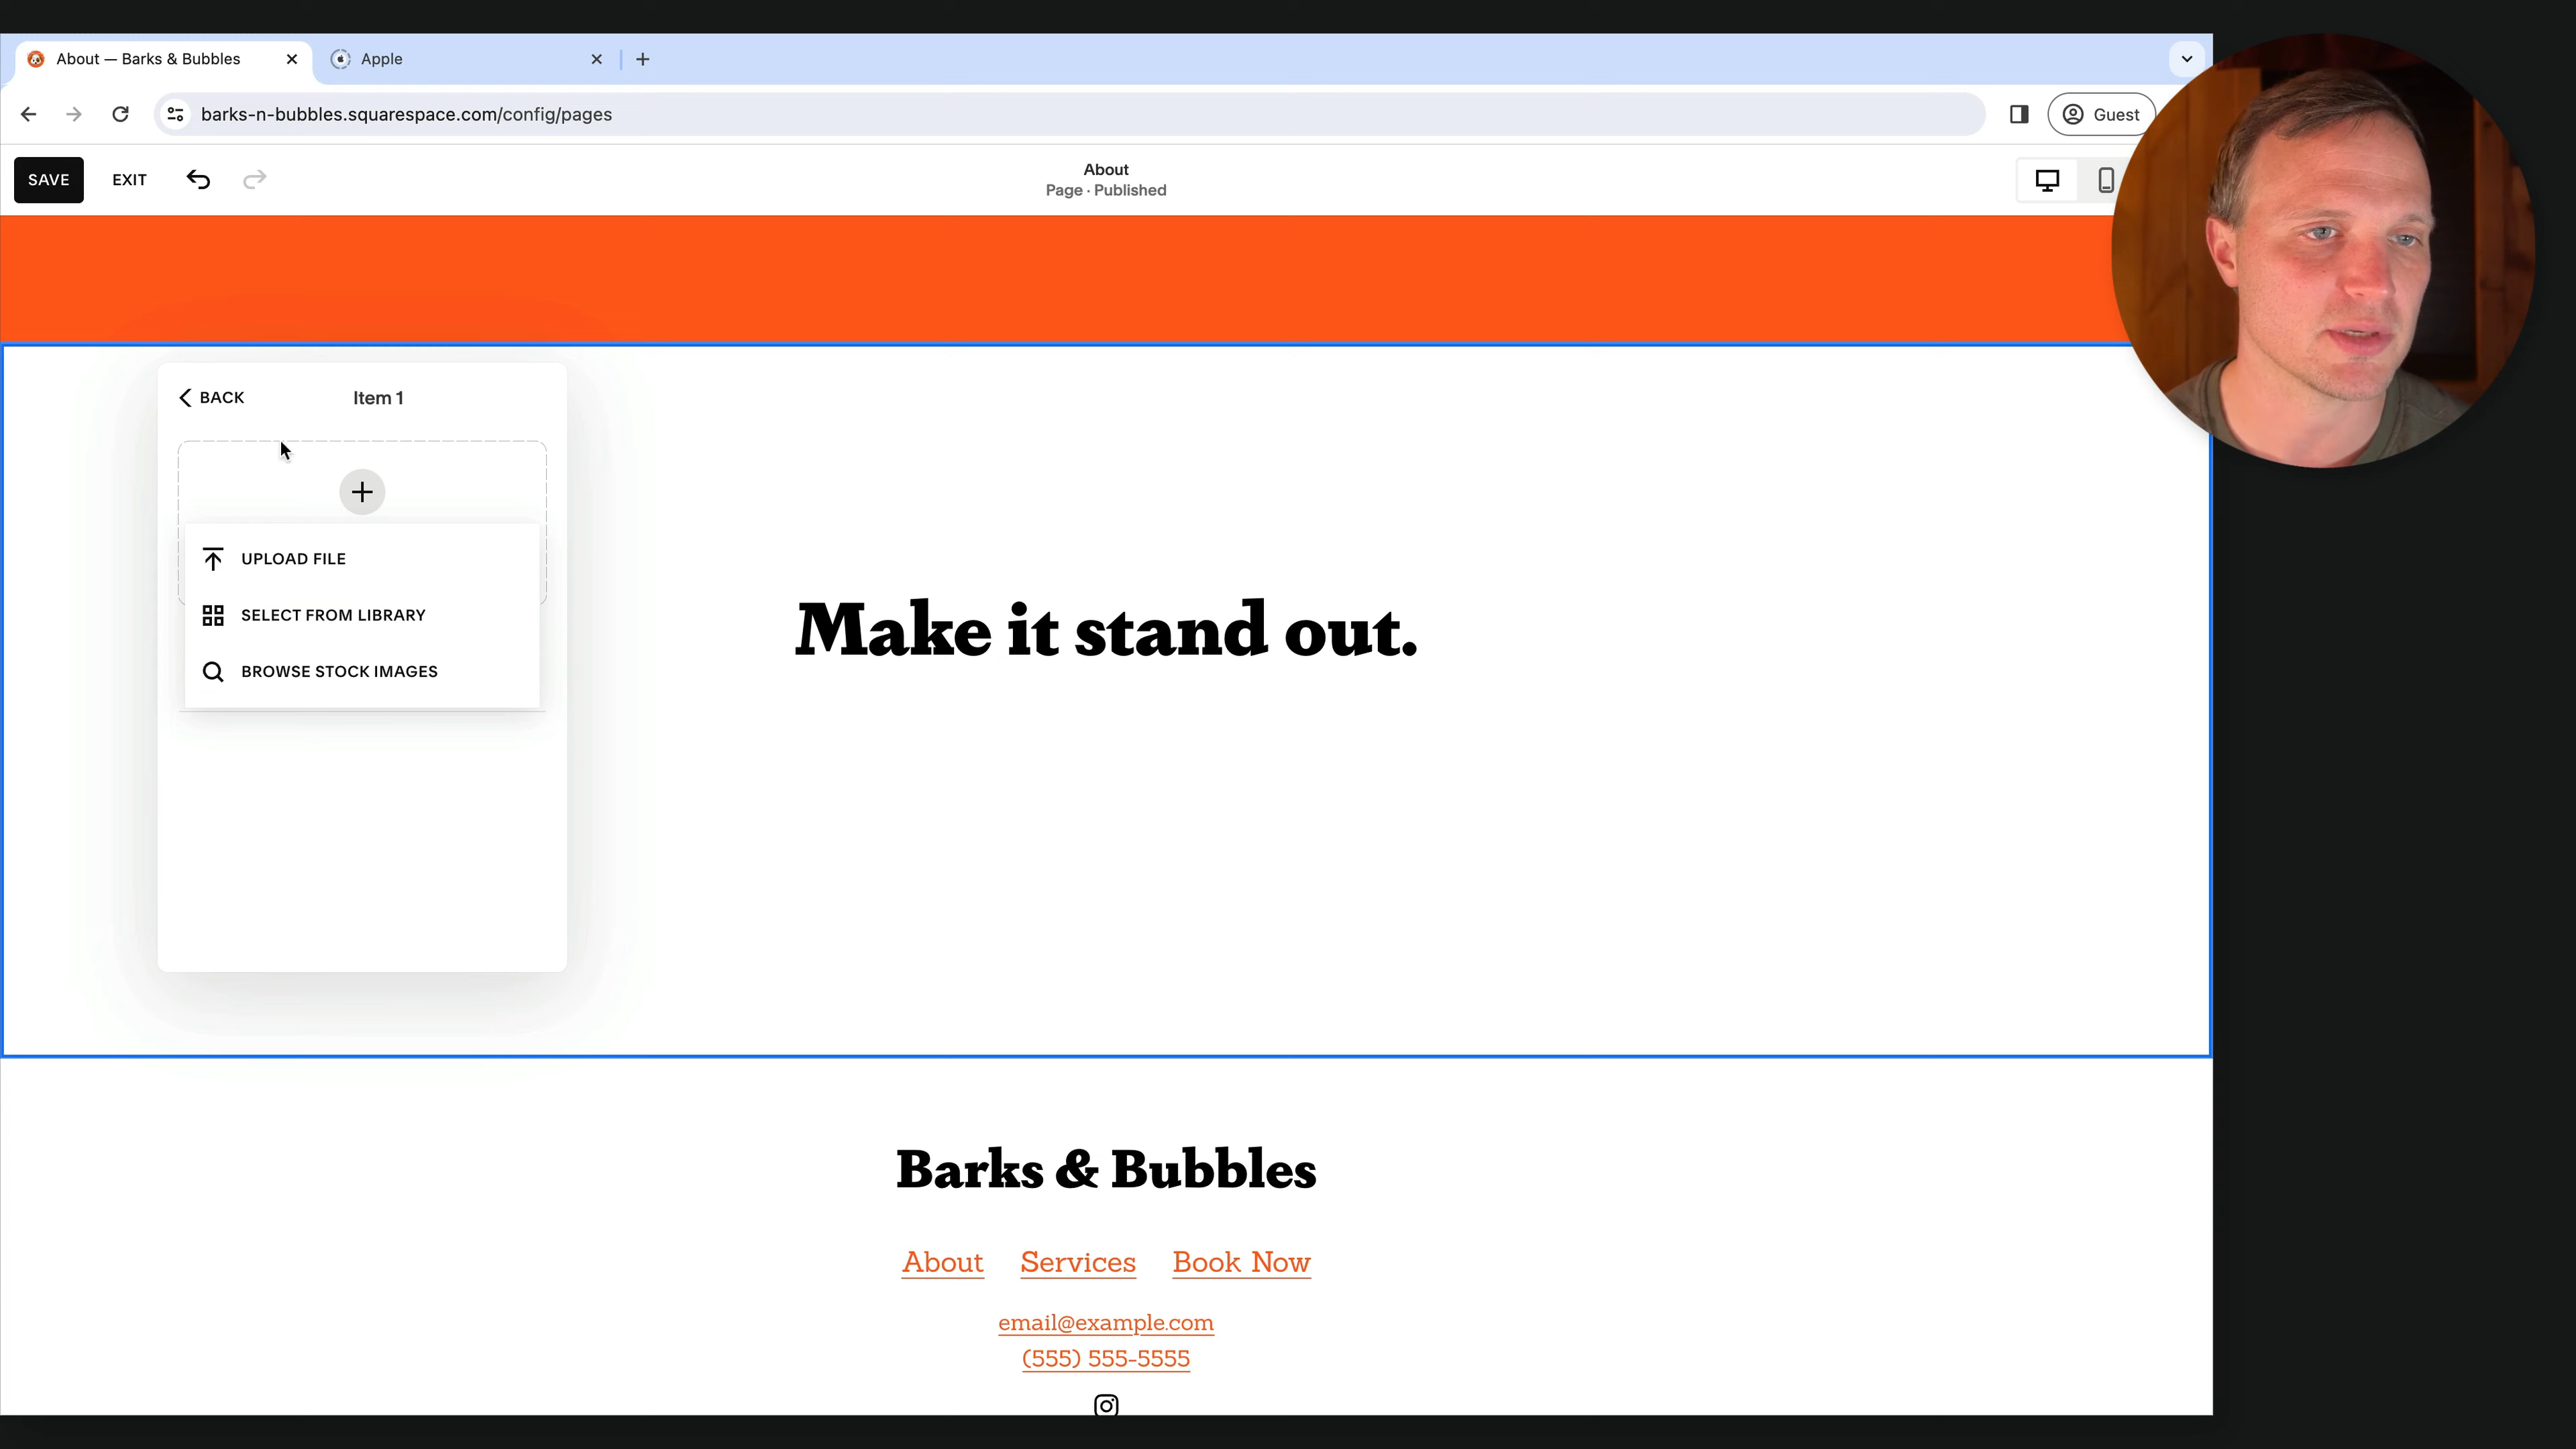 About — Barks & Bubbles
Apple
barks-n-bubbles.squarespace.com/config/pages
Guest
SAVE
EXIT
About
Page · Published
BACK
Item 1
UPLOAD FILE
SELECT FROM LIBRARY
BROWSE STOCK IMAGES
Make it stand out.
Barks & Bubbles
About Services Book Now
email@example.com
(555) 555-5555